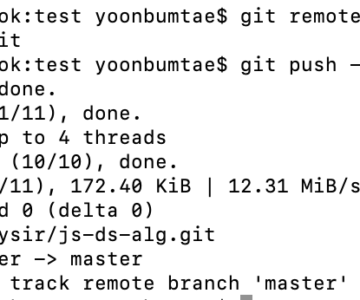 ok:test yoonbumtae$ git remote
it
ok:test yoonbumtae$ git push -
done.
1/11), done.
p to 4 threads
(10/10), done.
/11), 172.40 KiB | 12.31 MiB/s
d 0 (delta 0)
ysir/js-ds-alg.git
er -> master
track remote branch 'master'